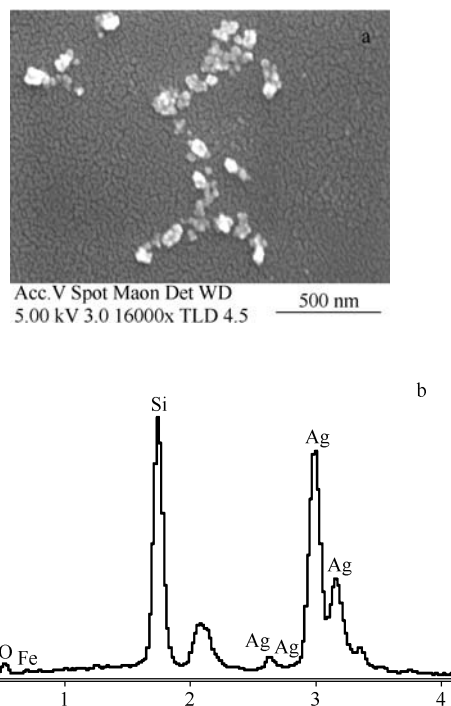 a
Acc.V Spot Maon Det WD
5.00 kV 3.0 16000x TLD 4.5
500 nm
b
Si
Ag
Ag
Ag
Ag
O
Fe
1 2 3 4